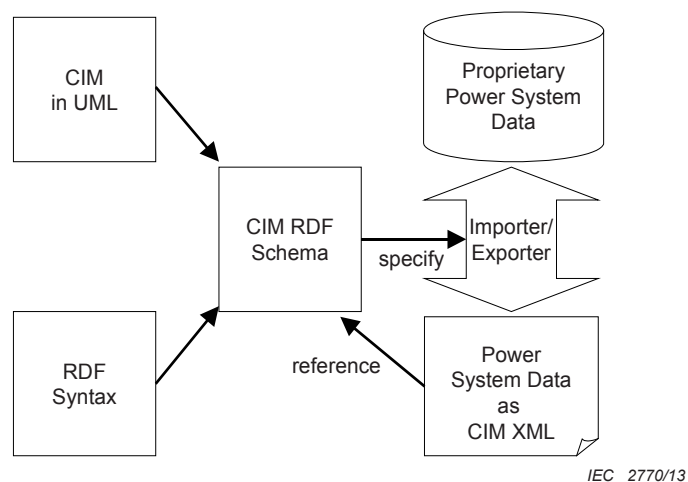 CIM
in UML
Proprietary
Power System
Data
CIM RDF
Schema
specify
Importer/
Exporter
RDF
Syntax
reference
Power
System Data
as
CIM XML
IEC 2770/13